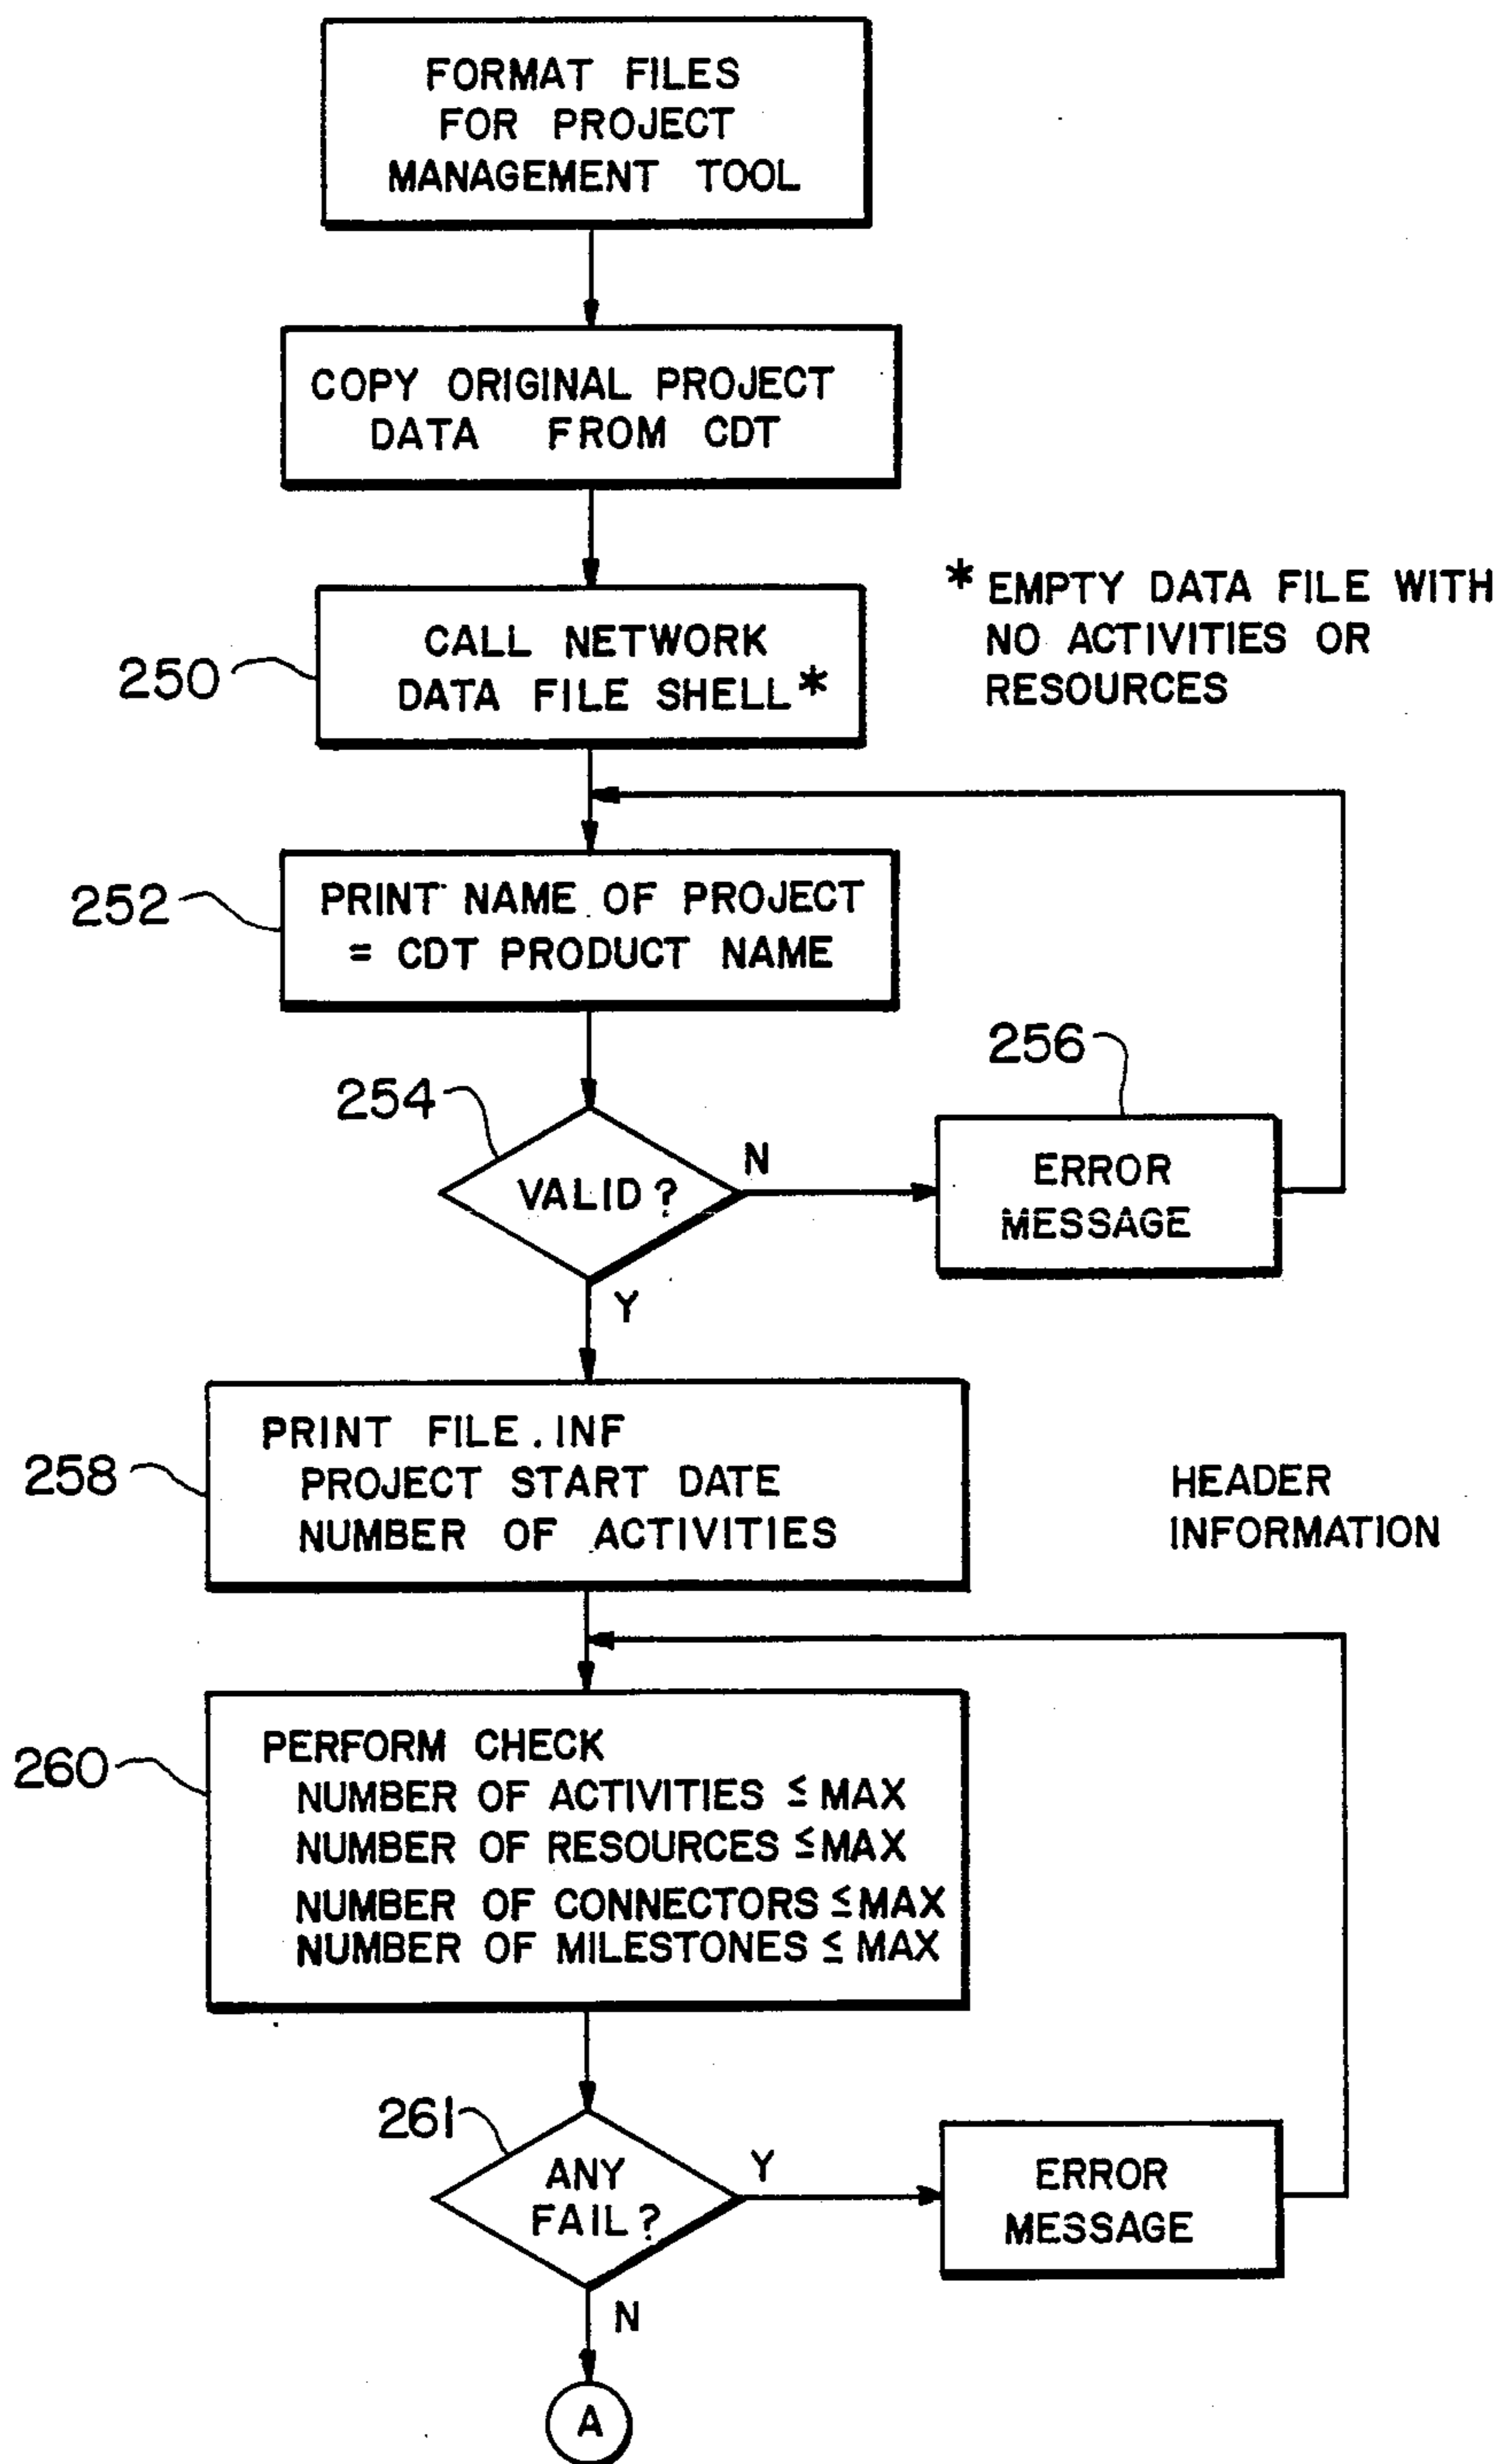 FORMAT FILES
FOR PROJECT
MANAGEMENT TOOL
COPY ORIGINAL PROJECT
DATA FROM CDT
250
CALL NETWORK
DATA FILE SHELL*
* EMPTY DATA FILE WITH
NO ACTIVITIES OR
RESOURCES
252
PRINT NAME OF PROJECT
= CDT PRODUCT NAME
254
VALID?
N
256
ERROR
MESSAGE
Y
258
PRINT FILE.INF
PROJECT START DATE
NUMBER OF ACTIVITIES
HEADER
INFORMATION
260
PERFORM CHECK
NUMBER OF ACTIVITIES ≤ MAX
NUMBER OF RESOURCES ≤ MAX
NUMBER OF CONNECTORS ≤ MAX
NUMBER OF MILESTONES ≤ MAX
261
ANY
FAIL?
Y
ERROR
MESSAGE
N
A